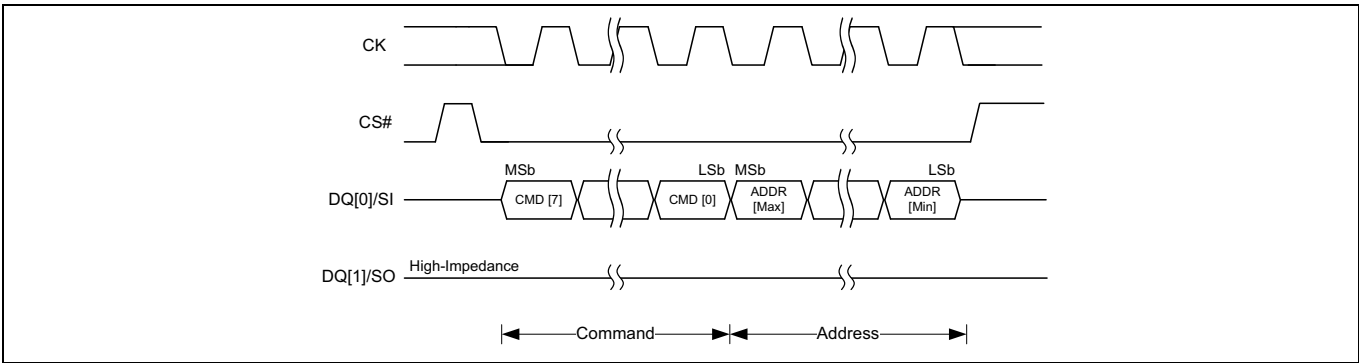 CK
CS#
MSb LSb MSb LSb
DQ[0]/SI CMD [7] CMD [0] ADDR [Max] ADDR [Min]
DQ[1]/SO High-Impedance
Command Address